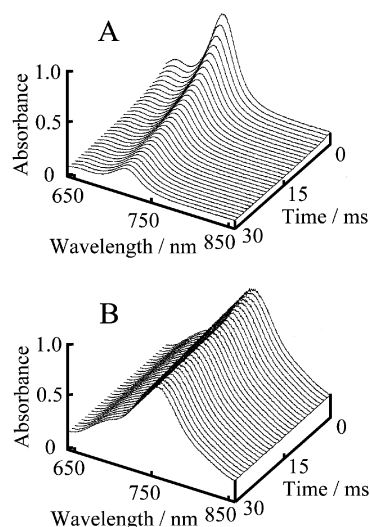 A
1.0
0.5
0
Absorbance
650
750
850
Wavelength / nm
0
15
30
Time / ms
B
1.0
0.5
0
Absorbance
650
750
850
Wavelength / nm
0
15
30
Time / ms